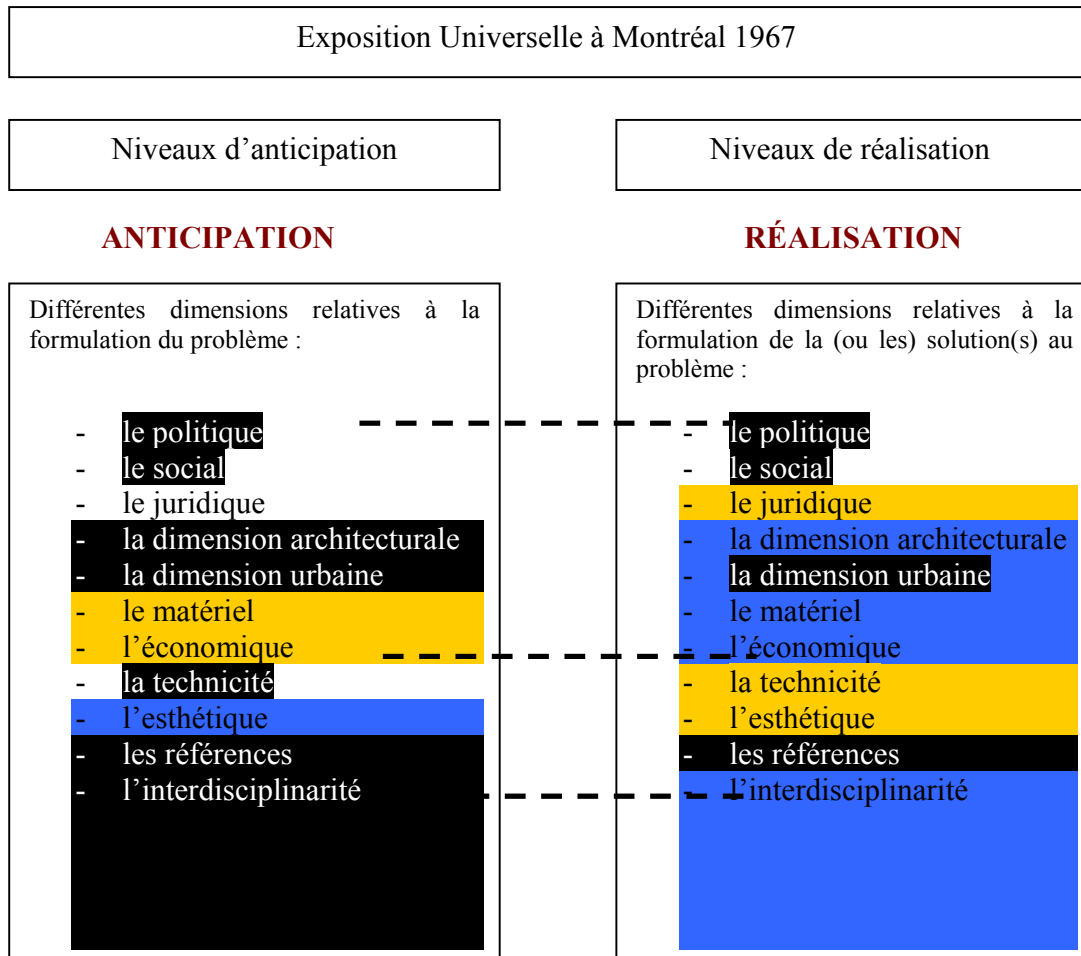 Exposition Universelle à Montréal 1967
Niveaux d’anticipation
ANTICIPATION
Différentes dimensions relatives à la
formulation du problème :
- le politique
- le social
- le juridique
- la dimension architecturale
- la dimension urbaine
- le matériel
- l’économique
- la technicité
- l’esthétique
- les références
- l’interdisciplinarité
Niveaux de réalisation
RÉALISATION
Différentes dimensions relatives à la
formulation de la (ou les) solution(s) au
problème :
- le politique
- le social
- le juridique
- la dimension architecturale
- la dimension urbaine
- le matériel
- l’économique
- la technicité
- l’esthétique
- les références
- l’interdisciplinarité